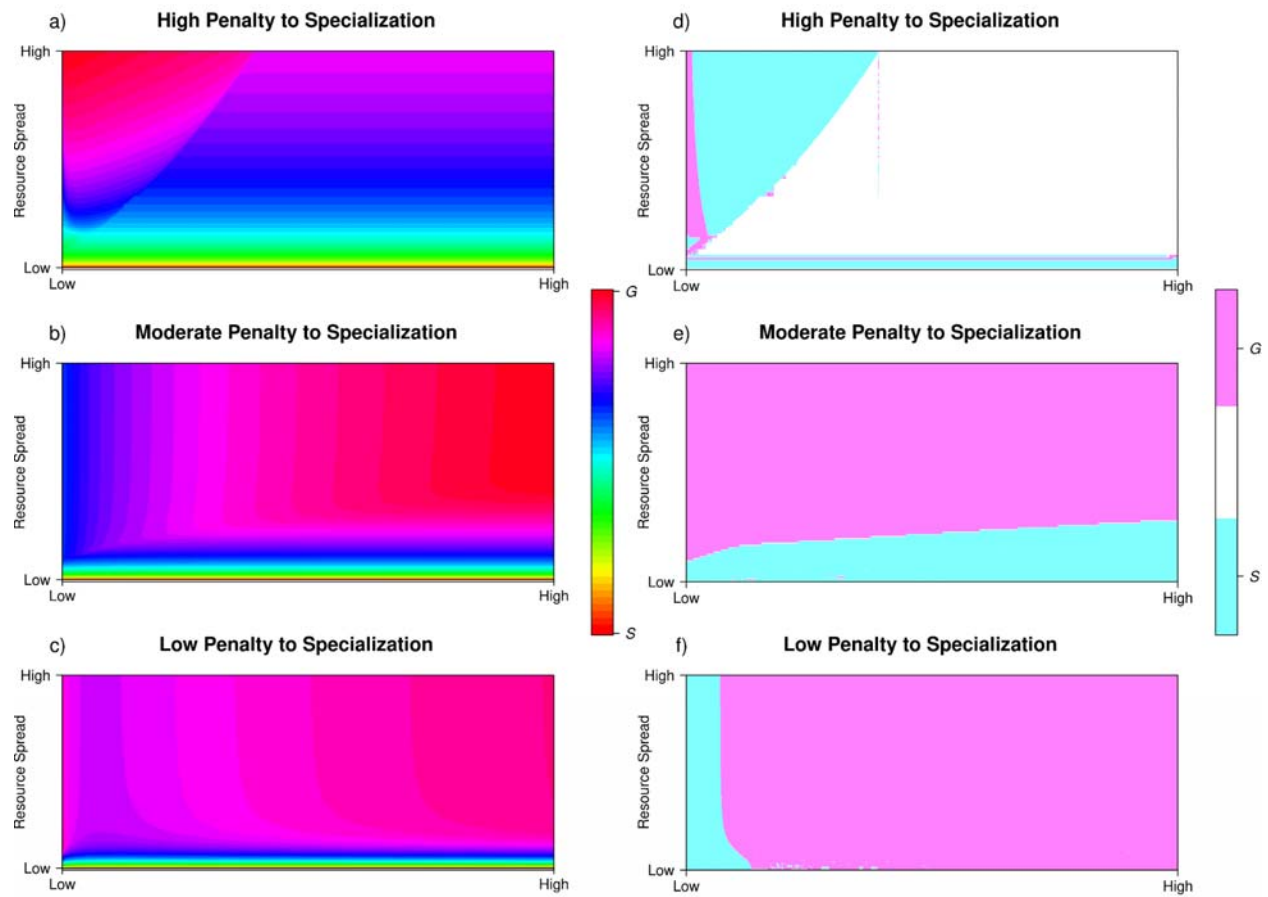 a) High Penalty to Specialization
High
Resource Spread
Low
Low High
b) Moderate Penalty to Specialization
High
Resource Spread
Low
Low High
c) Low Penalty to Specialization
High
Resource Spread
Low
Low High
G
S
d) High Penalty to Specialization
High
Resource Spread
Low
Low High
e) Moderate Penalty to Specialization
High
Resource Spread
Low
Low High
f) Low Penalty to Specialization
High
Resource Spread
Low
Low High
G
S